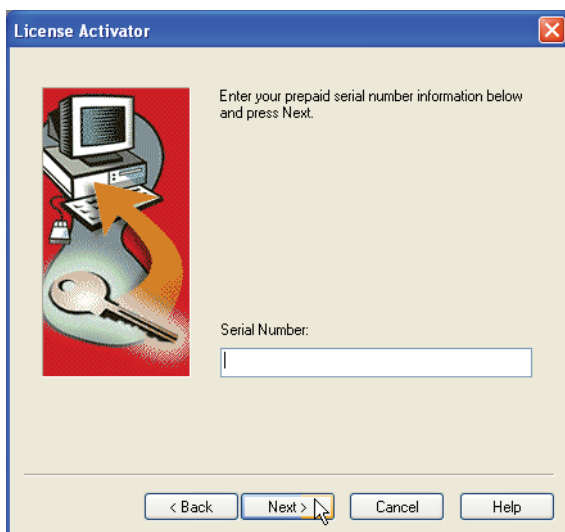 License Activator
Enter your prepaid serial number information below
and press Next.
Serial Number:
< Back Next > Cancel Help